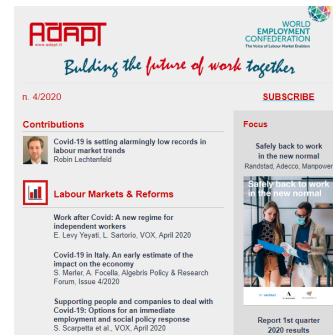 ADAPT
www.adapt.it
WORLD
EMPLOYMENT
CONFEDERATION
The Voice of Labour Market Enablers
Bulding the future of work together
n. 4/2020
SUBSCRIBE
Contributions
Covid-19 is setting alarmingly low records in
labour market trends
Robin Lechtenfeld
Labour Markets & Reforms
Work after Covid: A new regime for
independent workers
E. Levy Yeyati, L. Sartorio, VOX, April 2020
Covid-19 in Italy. An early estimate of the
impact on the economy
S. Merler, A. Focella, Algebris Policy & Research
Forum, Issue 4/2020
Supporting people and companies to deal with
Covid-19: Options for an immediate
employment and social policy response
S. Scarpetta et al., VOX, April 2020
Focus
Safely back to work
in the new normal
Randstad, Adecco, Manpower
Safely back to work
in the new normal
Report 1st quarter
2020 results